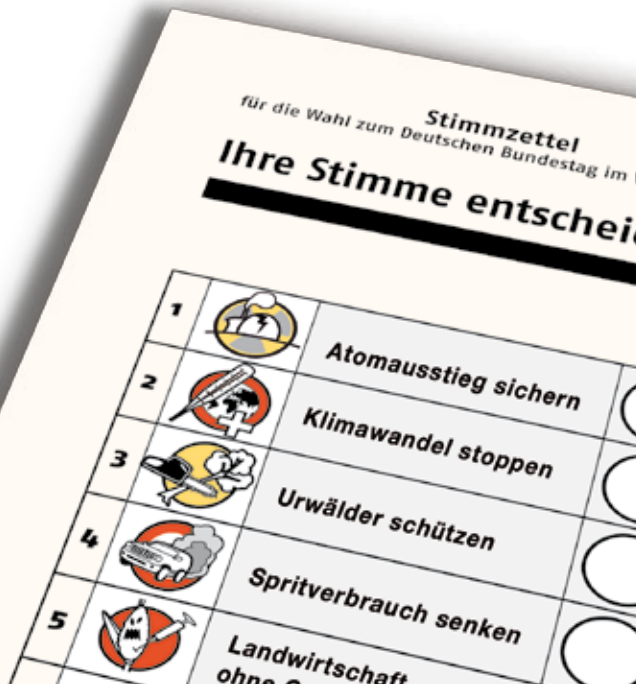 Stimmzettel
für die Wahl zum Deutschen Bundestag im
Ihre Stimme entschei
1 Atomausstieg sichern
2 Klimawandel stoppen
3 Urwälder schützen
4 Spritverbrauch senken
5 Landwirtschaft
ohne